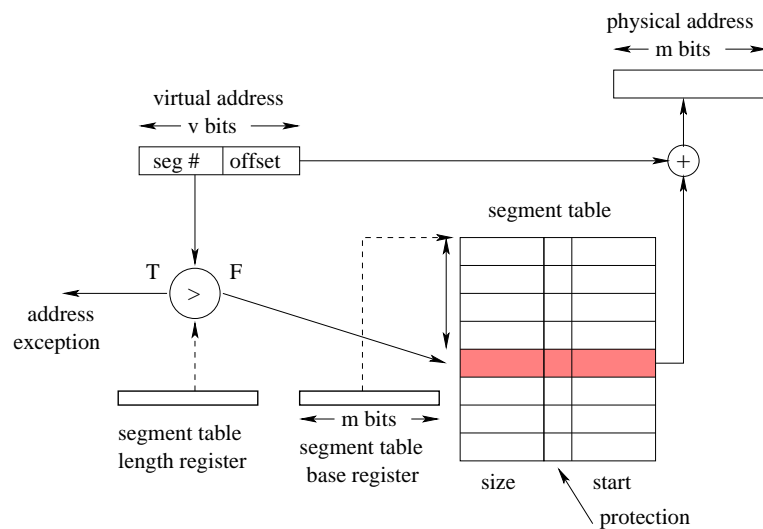 physical address
m bits
virtual address
v bits
seg #
offset
+
segment table
T
F
>
address
exception
m bits
segment table
length register
segment table
base register
size
start
protection